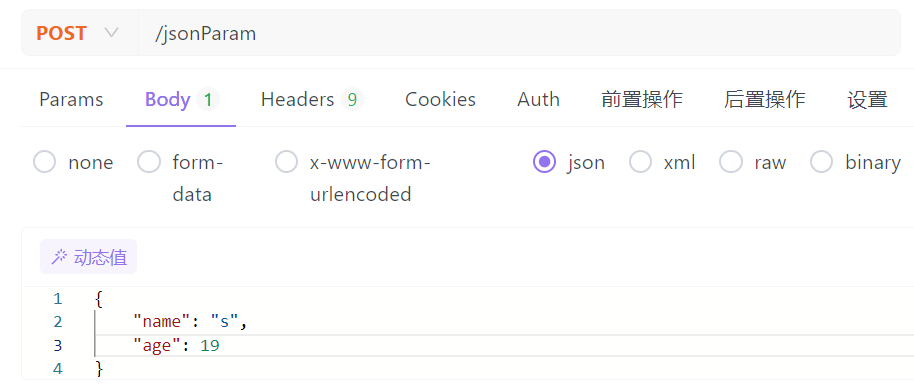 POST /jsonParam
Params Body 1 Headers 9 Cookies Auth 前置操作 后置操作 设置
none form-data x-www-form-urlencoded json xml raw binary
动态值
1 {
2 "name": "s",
3 "age": 19
4 }